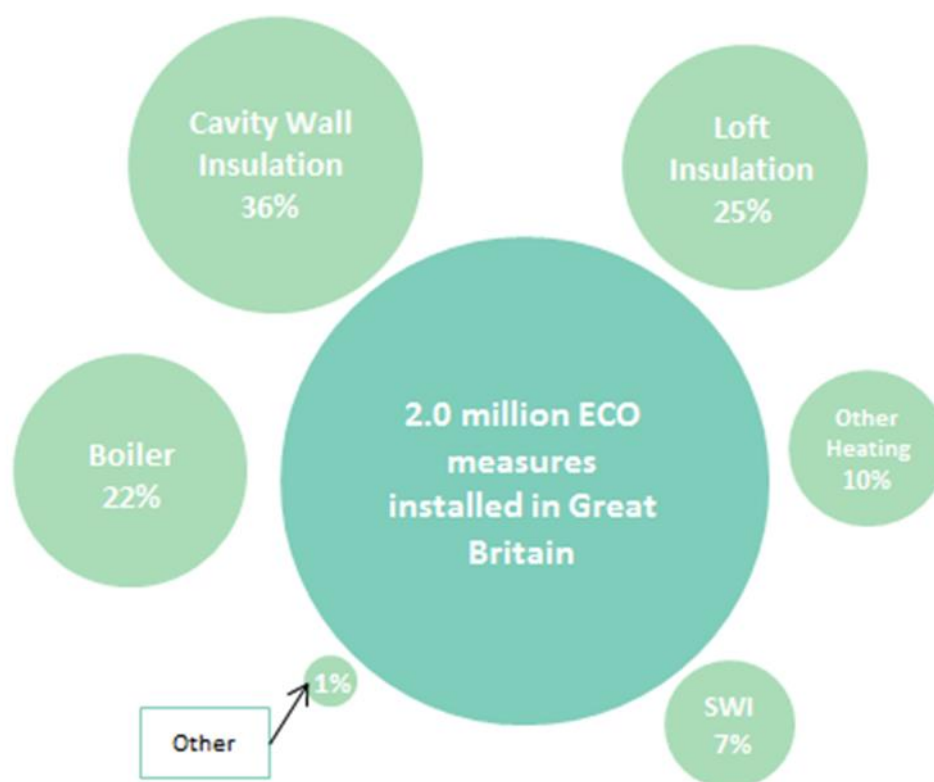 Cavity Wall
Insulation
36%
Loft
Insulation
25%
2.0 million ECO
measures
installed in Great
Britain
Boiler
22%
Other
Heating
10%
1%
Other
SWI
7%